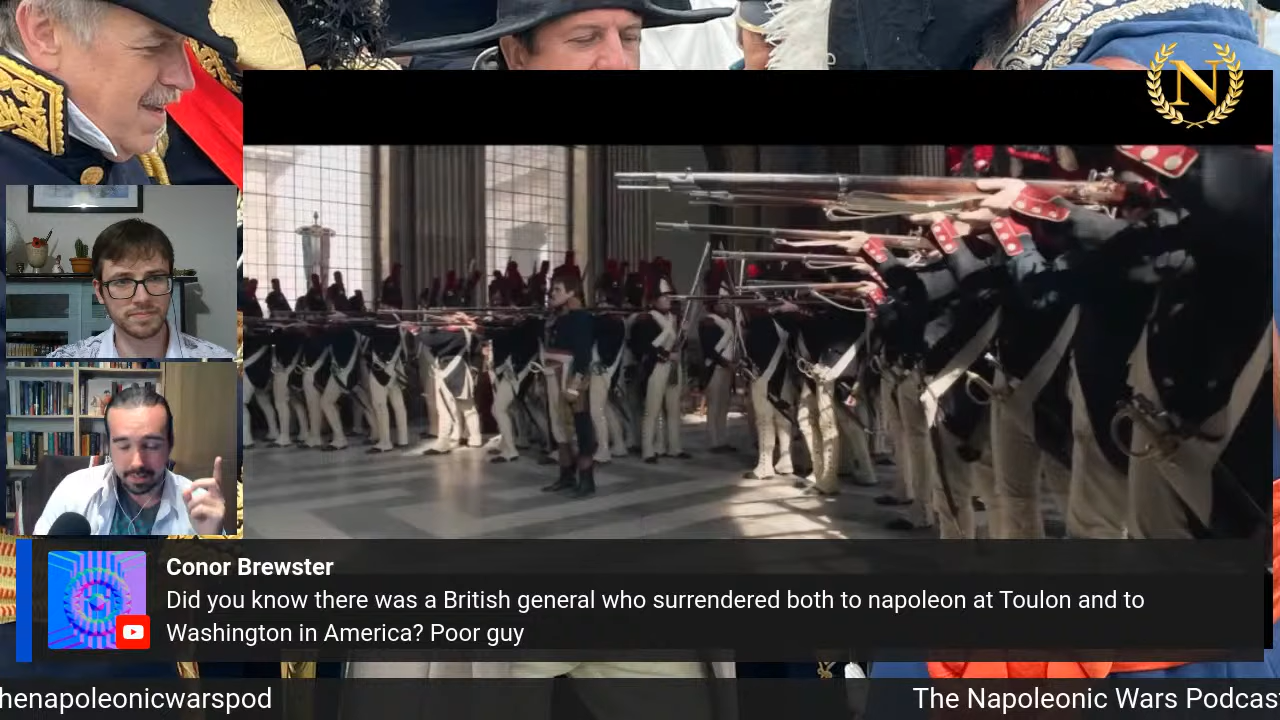 N
Conor Brewster
Did you know there was a British general who surrendered both to napoleon at Toulon and to
Washington in America? Poor guy
henapoleonicwarspod
The Napoleonic Wars Podcas